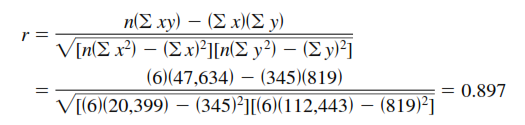 r = n(Σ xy) − (Σ x)(Σ y) / √[n(Σ x²) − (Σ x)²][n(Σ y²) − (Σ y)²]
= (6)(47,634) − (345)(819) / √[(6)(20,399) − (345)²][(6)(112,443) − (819)²] = 0.897